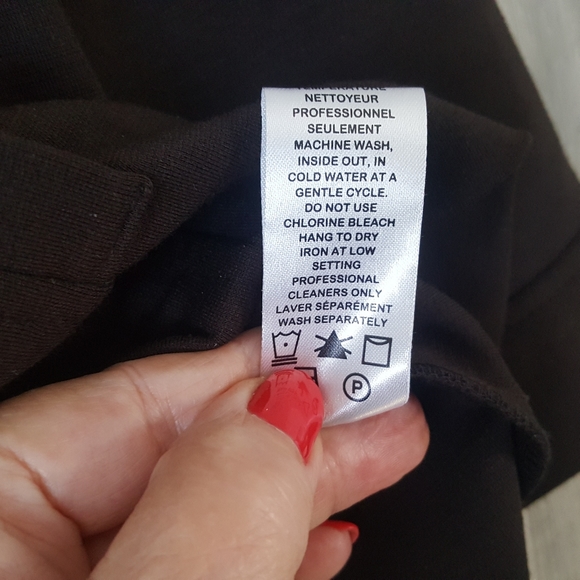 TEMPÉRATURE
NETTOYEUR
PROFESSIONNEL
SEULEMENT
MACHINE WASH,
INSIDE OUT, IN
COLD WATER AT A
GENTLE CYCLE.
DO NOT USE
CHLORINE BLEACH
HANG TO DRY
IRON AT LOW
SETTING
PROFESSIONAL
CLEANERS ONLY
LAVER SÉPARÉMENT
WASH SEPARATELY
P